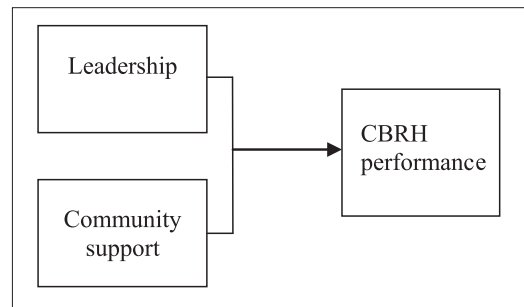 Leadership
CBRH
performance
Community
support